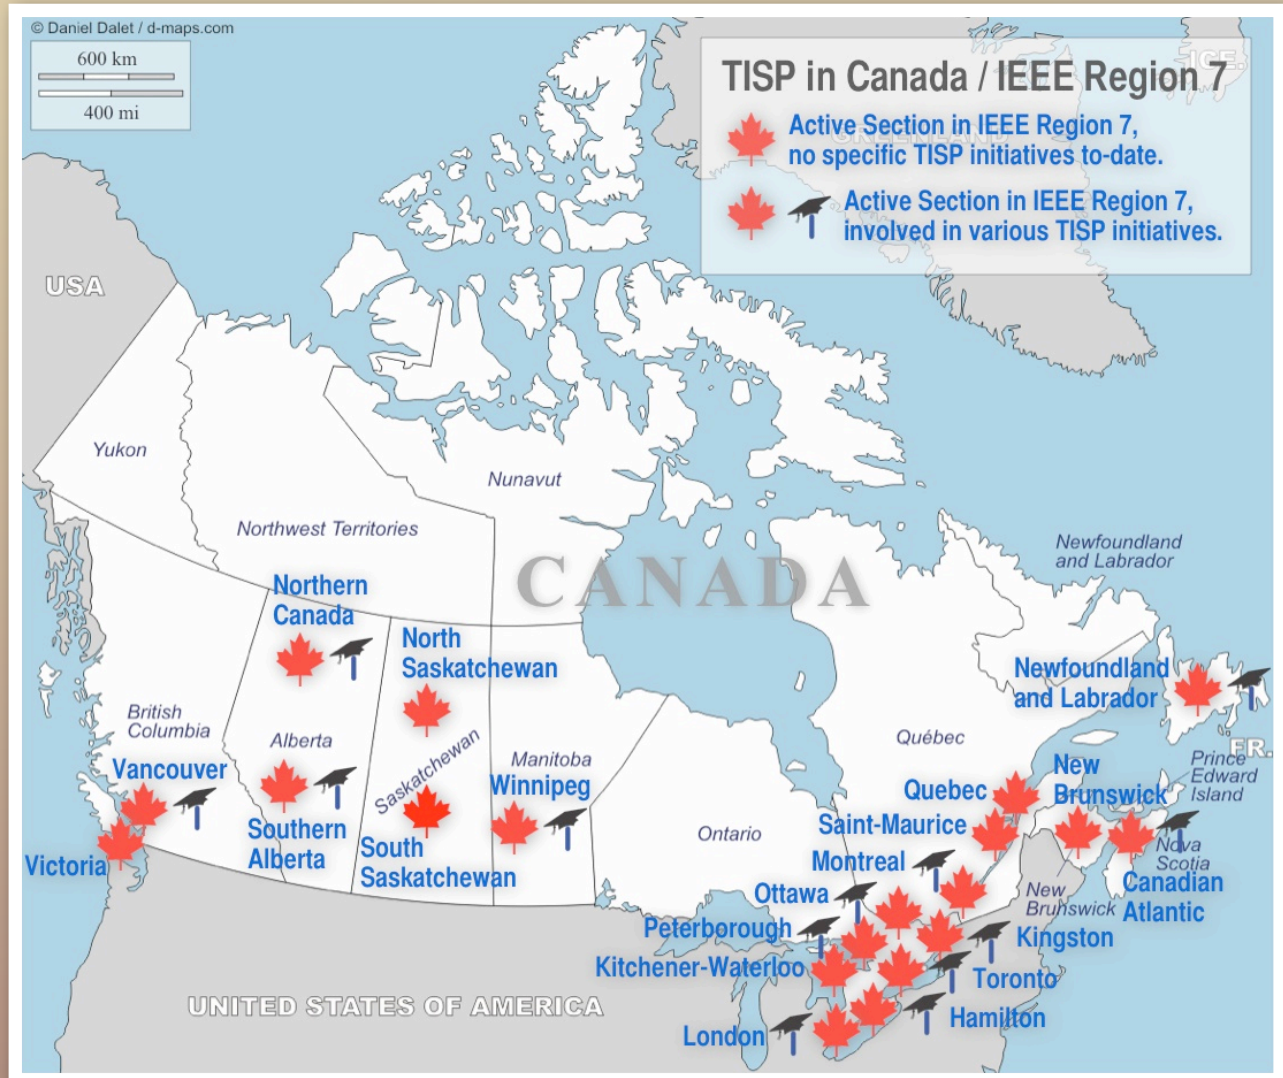 © Daniel Dalet / d-maps.com
600 km
400 mi
TISP in Canada / IEEE Region 7
ICE.
GREENLAND
Active Section in IEEE Region 7,
no specific TISP initiatives to-date.
Active Section in IEEE Region 7,
involved in various TISP initiatives.
USA
Yukon
Nunavut
Northwest Territories
CANADA
Newfoundland
and Labrador
Northern
Canada
North
Saskatchewan
Newfoundland
and Labrador
British
Columbia
Alberta
Saskatchewan
Manitoba
Québec
FR.
Prince
Edward
Island
Vancouver
Winnipeg
Quebec
New
Brunswick
Southern
Alberta
Ontario
Saint-Maurice
Victoria
South
Saskatchewan
Montreal
Nova
Scotia
Ottawa
New
Brunswick
Canadian
Atlantic
Peterborough
Kingston
Kitchener-Waterloo
Toronto
UNITED STATES OF AMERICA
Hamilton
London